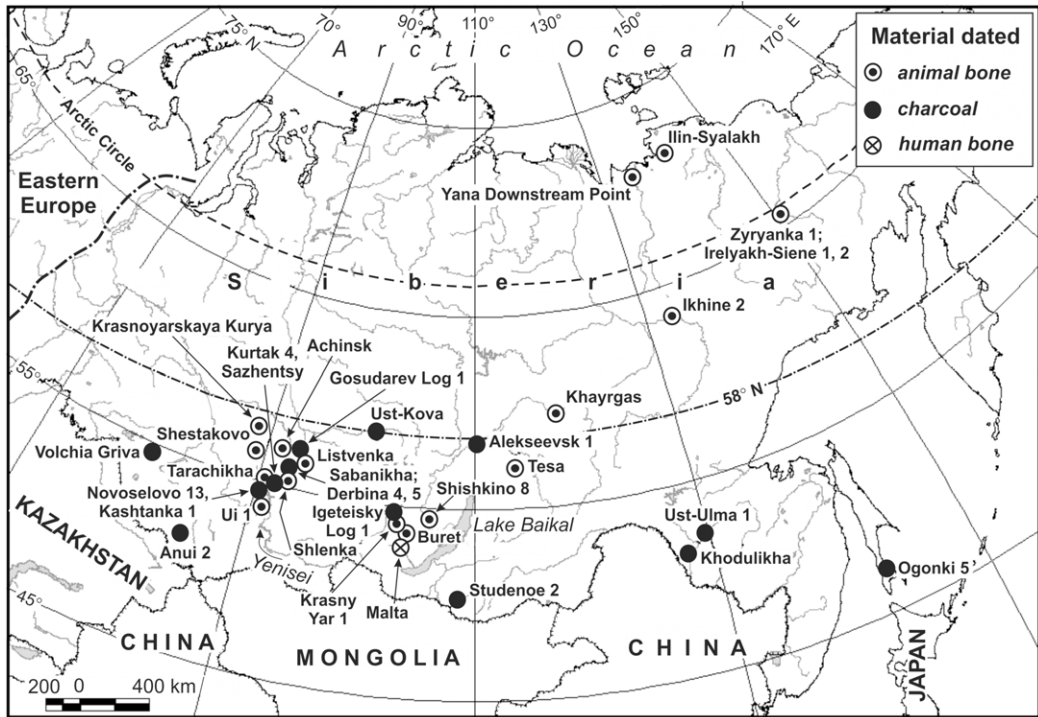 75° N
70°
90°
110°
130°
150°
170° E
Arctic Ocean
65°
Arctic Circle
Material dated
animal bone
charcoal
human bone
Eastern
Europe
Ilin-Syalakh
Yana Downstream Point
Zyryanka 1;
Irelyakh-Siene 1, 2
Siberia
Ikhine 2
Krasnoyarskaya Kurya
Kurtak 4,
Sazhentsy
Achinsk
Gosudarev Log 1
55°
58° N
Khayrgas
Ust-Kova
Shestakovo
Alekseevsk 1
Volchia Griva
Listvenka
Tarachikha
Sabanikha;
Derbina 4, 5
Tesa
Novoselovo 13,
Kashtanka 1
Igeteisky
Log 1
Shishkino 8
Ui 1
Lake Baikal
Ust-Ulma 1
KAZAKHSTAN
Anui 2
Shlenka
Buret
Khodulikha
Yenisei
Ogonki 5
Krasny
Yar 1
Malta
Studenoe 2
45°
CHINA
MONGOLIA
CHINA
JAPAN
200 0 400 km